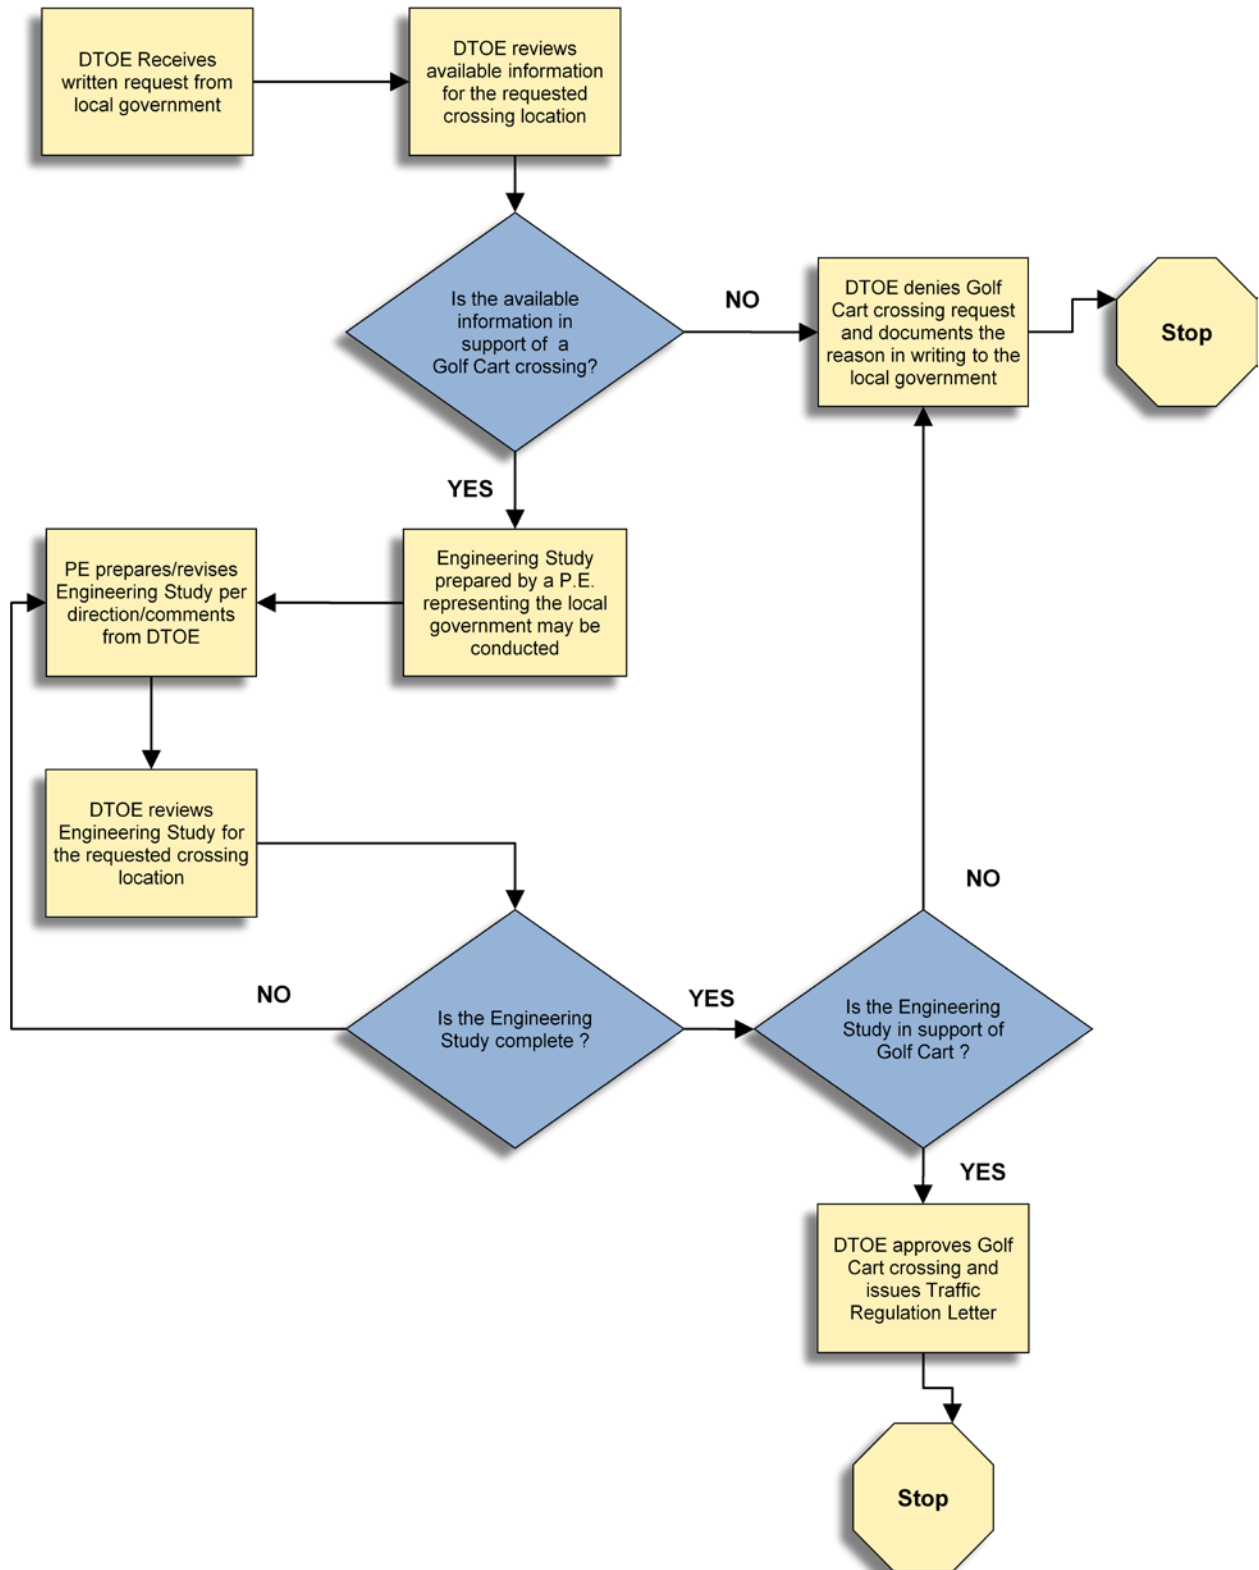 DTOE Receives
written request from
local government
DTOE reviews
available information
for the requested
crossing location
Is the available
information in
support of a
Golf Cart crossing?
NO
DTOE denies Golf
Cart crossing request
and documents the
reason in writing to the
local government
Stop
YES
Engineering Study
prepared by a P.E.
representing the local
government may be
conducted
PE prepares/revises
Engineering Study per
direction/comments
from DTOE
DTOE reviews
Engineering Study for
the requested crossing
location
Is the Engineering
Study complete ?
NO
YES
Is the Engineering
Study in support of
Golf Cart ?
NO
YES
DTOE approves Golf
Cart crossing and
issues Traffic
Regulation Letter
Stop